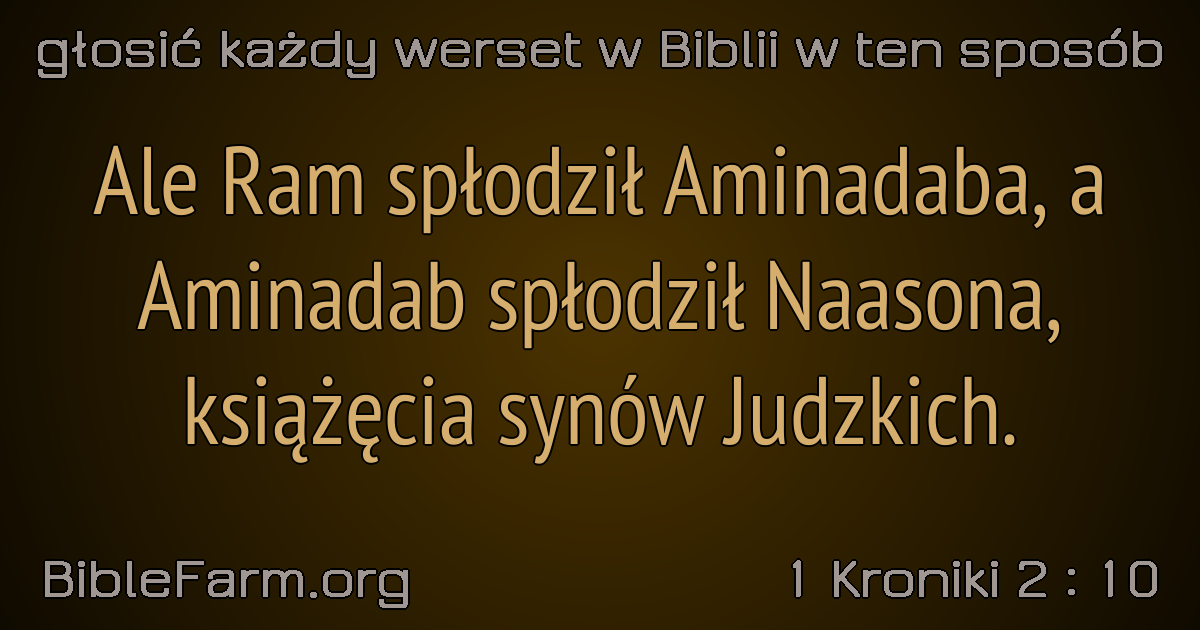 głosić każdy werset w Biblii w ten sposób
Ale Ram spłodził Aminadaba, a
Aminadab spłodził Naasona,
książęcia synów Judzkich.
BibleFarm.org
1 Kroniki 2 : 10